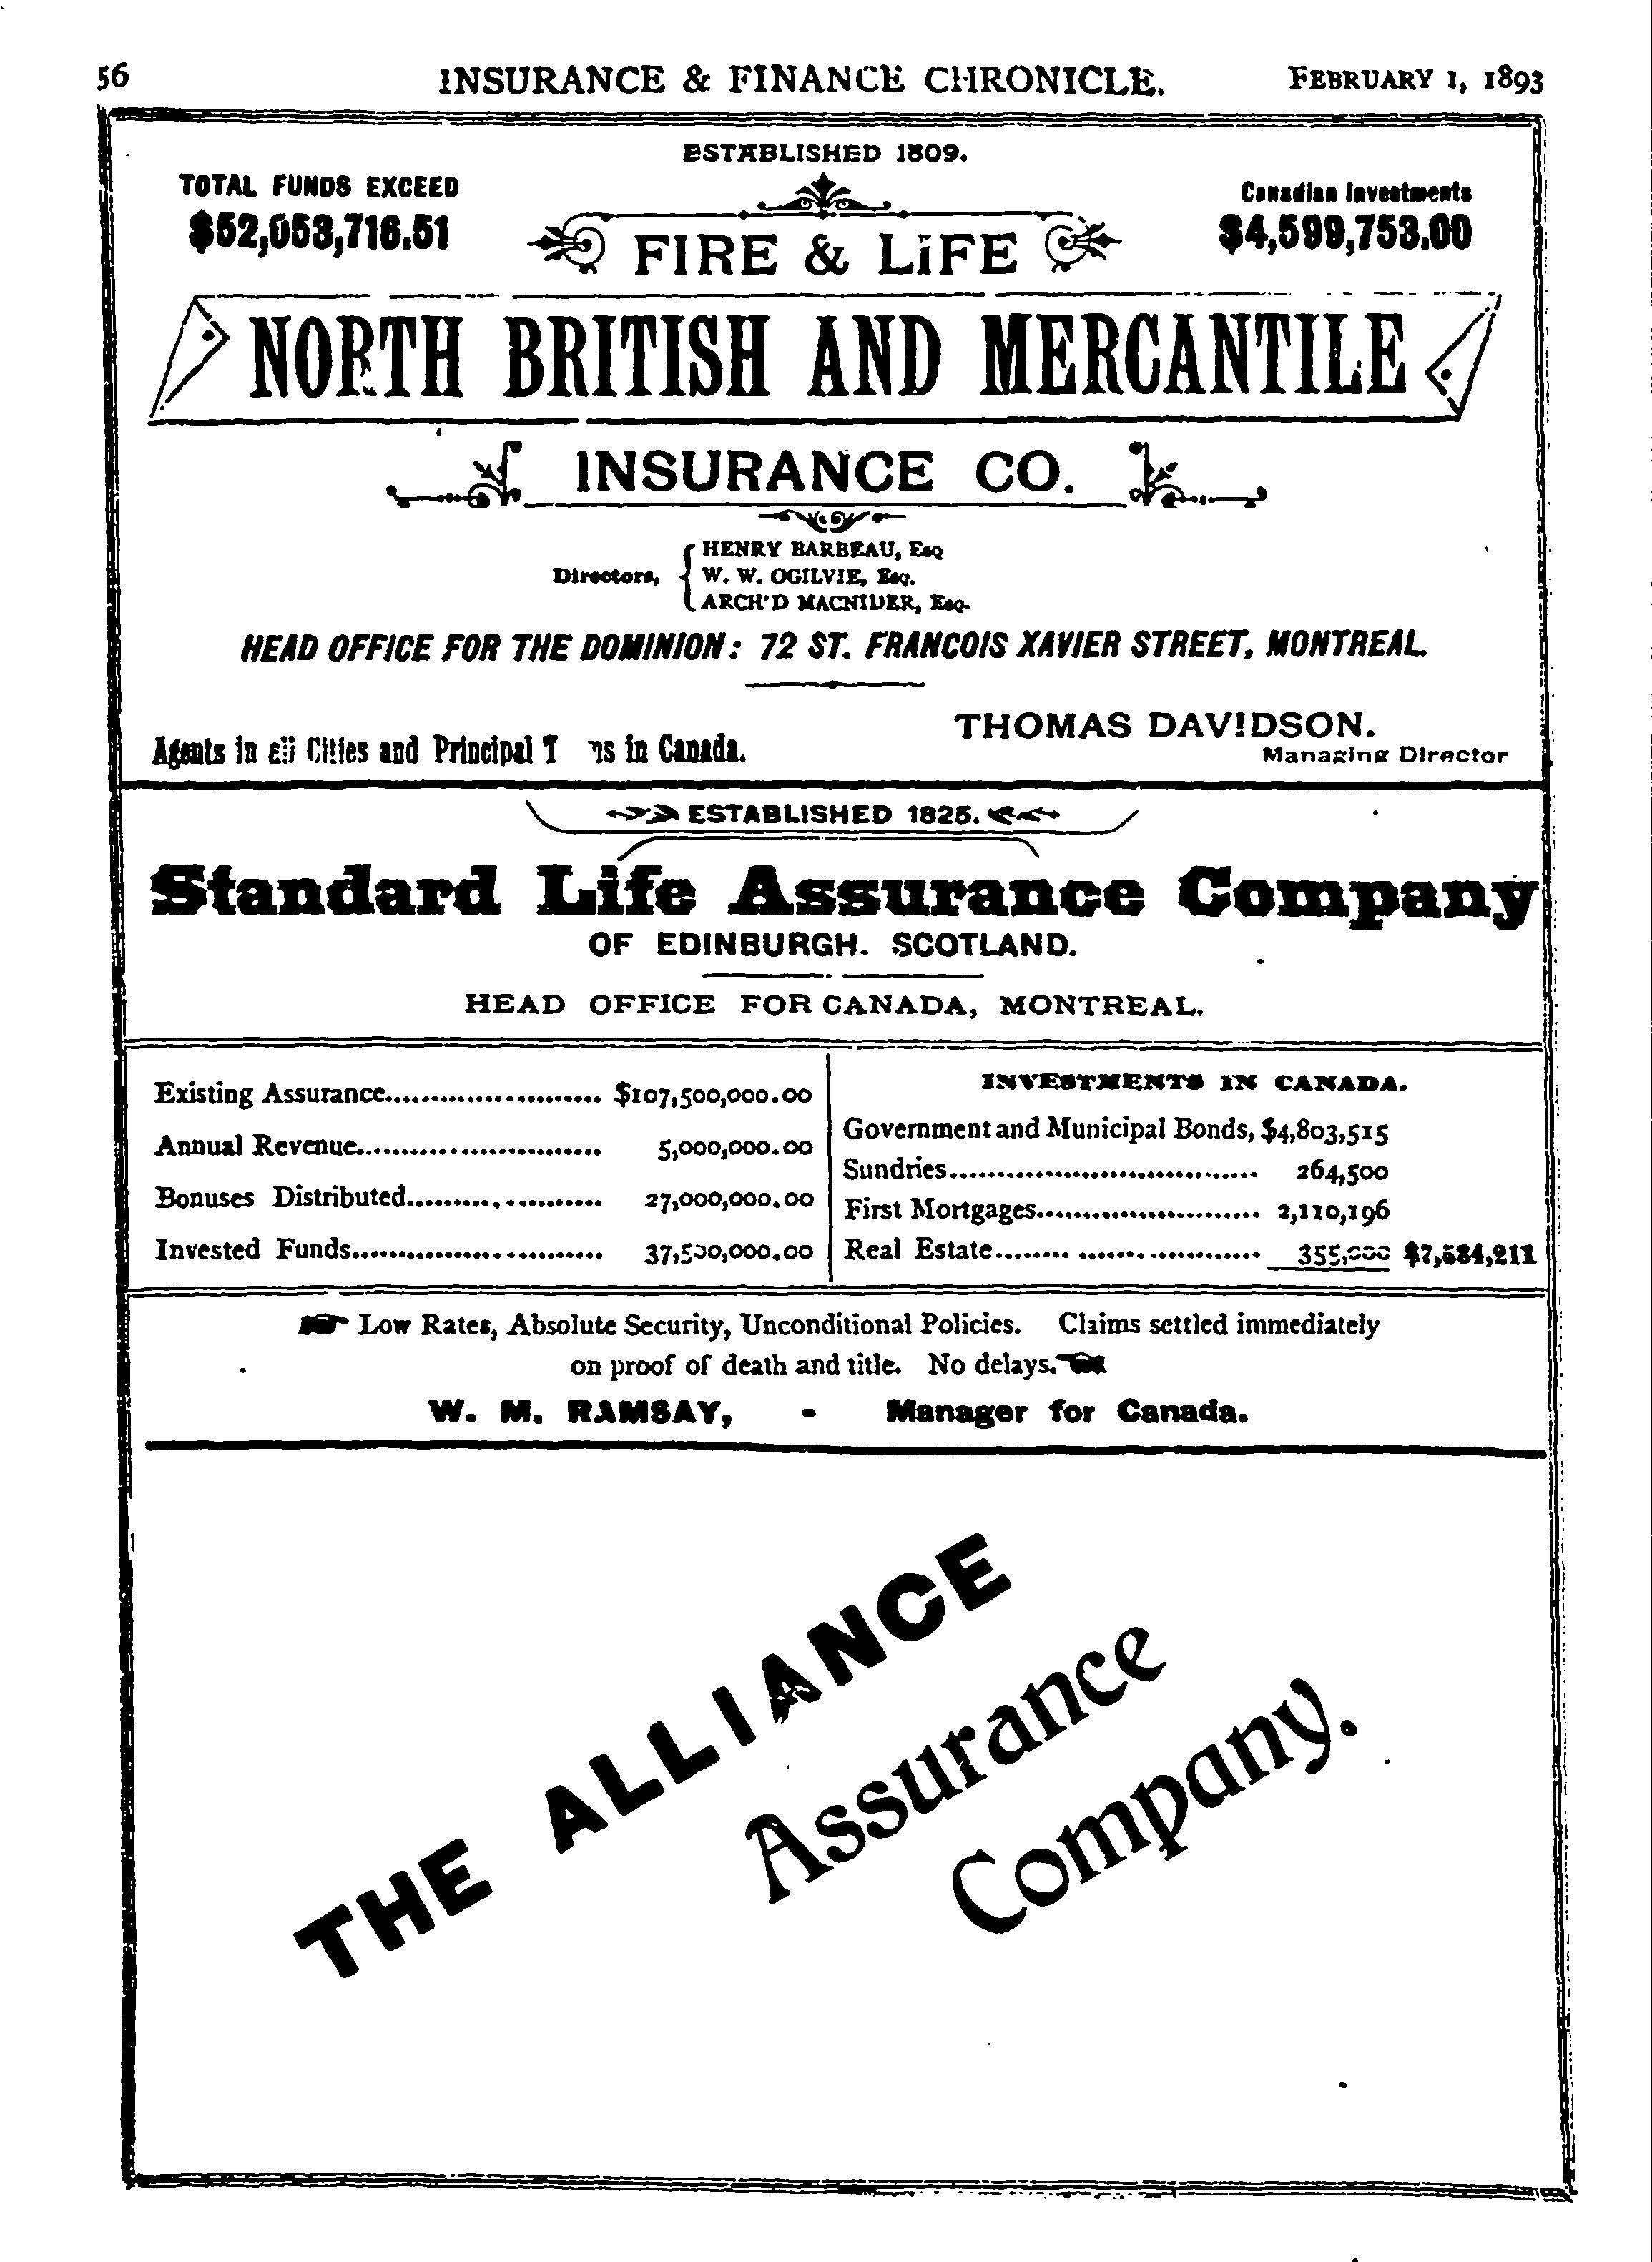 56 INSURANCE & FINANCE CHRONICLE. FEBRUARY 1, 1893
ESTABLISHED 1809.
TOTAL FUNDS EXCEED
$52,053,716.51
Canadian Investments
$4,599,753.00
FIRE & LIFE
NORTH BRITISH AND MERCANTILE
INSURANCE CO.
Directors,
HENRY BARBEAU, Esq
W. W. OGILVIE, Esq.
ARCH'D MACNIDER, Esq.
HEAD OFFICE FOR THE DOMINION: 72 ST. FRANCOIS XAVIER STREET, MONTREAL.
Agents in all Cities and Principal T ns in Canada.
THOMAS DAVIDSON.
Managing Director
ESTABLISHED 1825.
Standard Life Assurance Company
OF EDINBURGH. SCOTLAND.
HEAD OFFICE FOR CANADA, MONTREAL.
Existing Assurance........................ $107,500,000.00
Annual Revenue........................... 5,000,000.00
Bonuses Distributed...................... 27,000,000.00
Invested Funds............................ 37,500,000.00
INVESTMENTS IN CANADA.
Government and Municipal Bonds, $4,803,515
Sundries.................................. 264,500
First Mortgages......................... 2,110,196
Real Estate............................. 355,000 $7,584,211
Low Rates, Absolute Security, Unconditional Policies. Claims settled immediately
on proof of death and title. No delays.
W. M. RAMSAY, - Manager for Canada.
THE ALLIANCE
Assurance
Company.